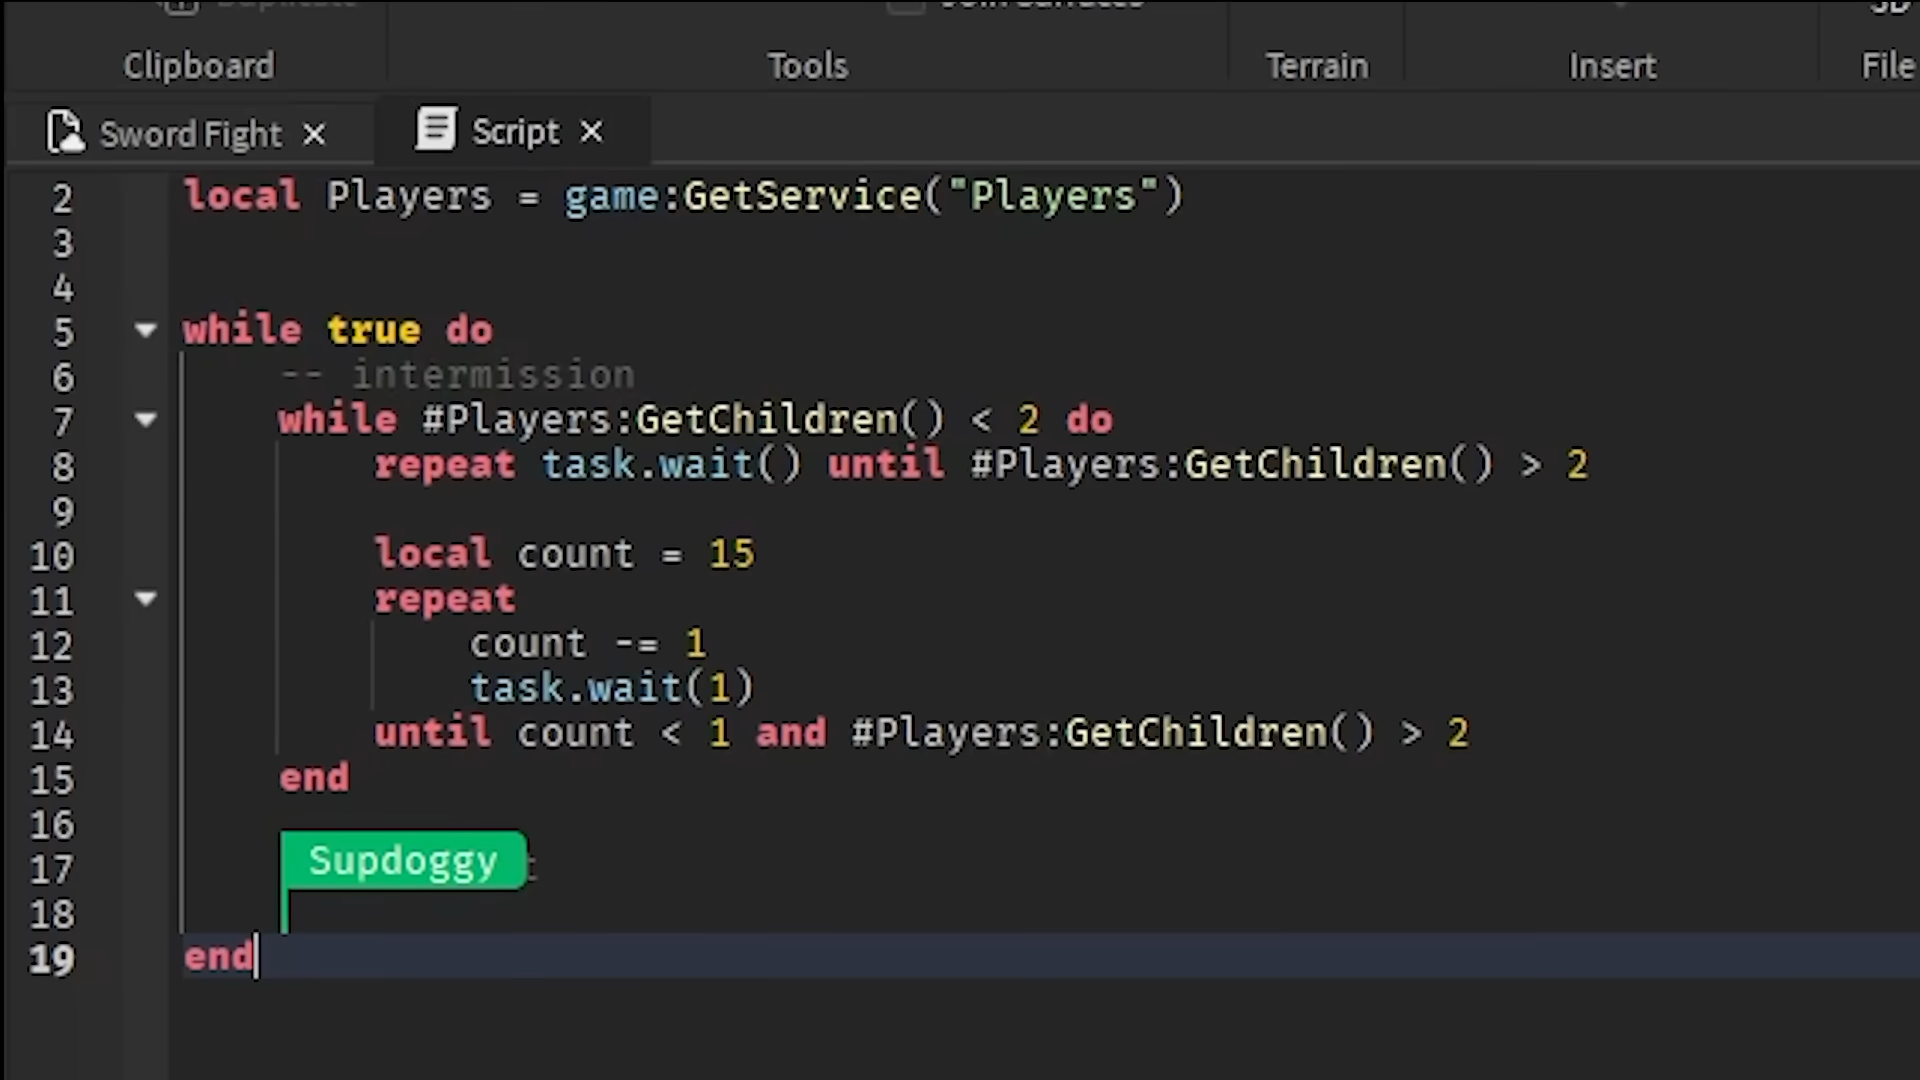 Clipboard
Tools
Terrain
Insert
File
Sword Fight
Script
2 local Players = game:GetService("Players")
3
4
5 while true do
6 -- intermission
7 while #Players:GetChildren() < 2 do
8 repeat task.wait() until #Players:GetChildren() > 2
9
10 local count = 15
11 repeat
12 count -= 1
13 task.wait(1)
14 until count < 1 and #Players:GetChildren() > 2
15 end
16
17 Supdoggy
18
19 end